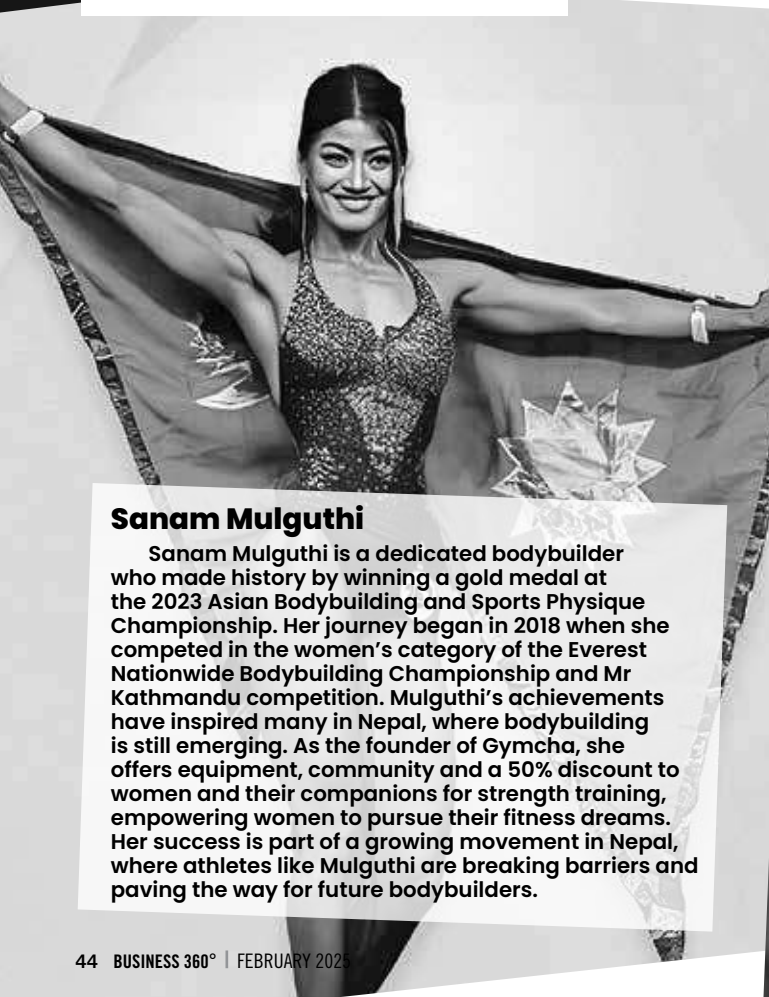 Sanam Mulguthi
Sanam Mulguthi is a dedicated bodybuilder
who made history by winning a gold medal at
the 2023 Asian Bodybuilding and Sports Physique
Championship. Her journey began in 2018 when she
competed in the women’s category of the Everest
Nationwide Bodybuilding Championship and Mr
Kathmandu competition. Mulguthi’s achievements
have inspired many in Nepal, where bodybuilding
is still emerging. As the founder of Gymcha, she
offers equipment, community and a 50% discount to
women and their companions for strength training,
empowering women to pursue their fitness dreams.
Her success is part of a growing movement in Nepal,
where athletes like Mulguthi are breaking barriers and
paving the way for future bodybuilders.
44 BUSINESS 360° | FEBRUARY 2025